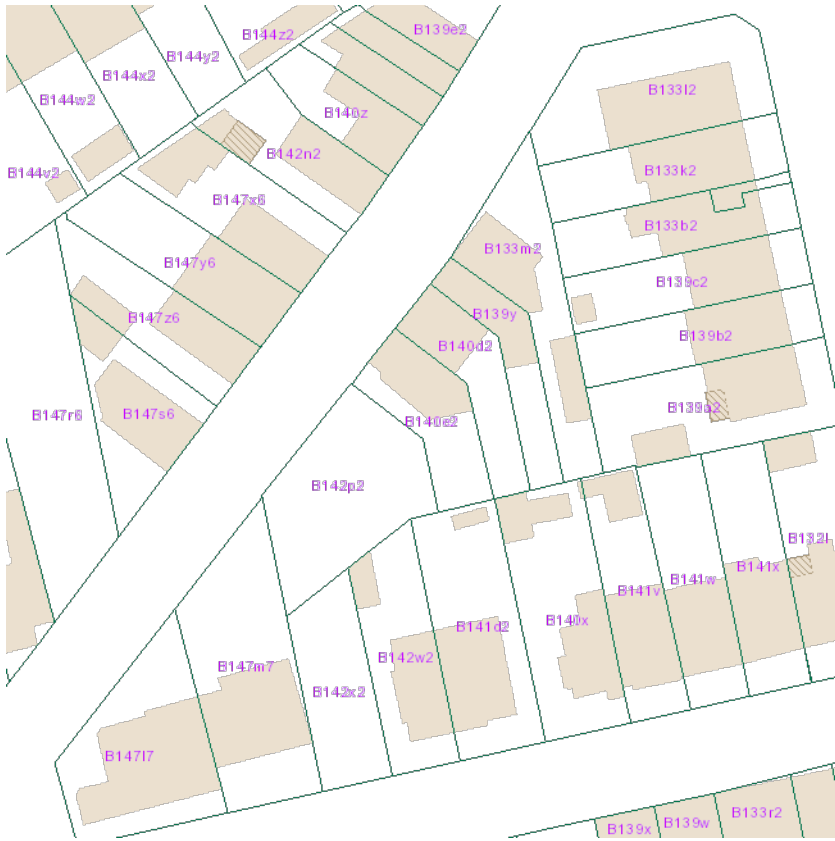 B139e2
B144z2
B144y2
B144x2
B133l2
B144w2
B140z
B142n2
B133k2
B144v2
B147x6
B133b2
B133m2
B147y6
B139c2
B139y
B147z6
B139b2
B140d2
B139a2
B147r6
B147s6
B140e2
B142p2
B132l
B141x
B141w
B141v
B140x
B141d2
B142w2
B147m7
B142x2
B147l7
B133r2
B139w
B139x